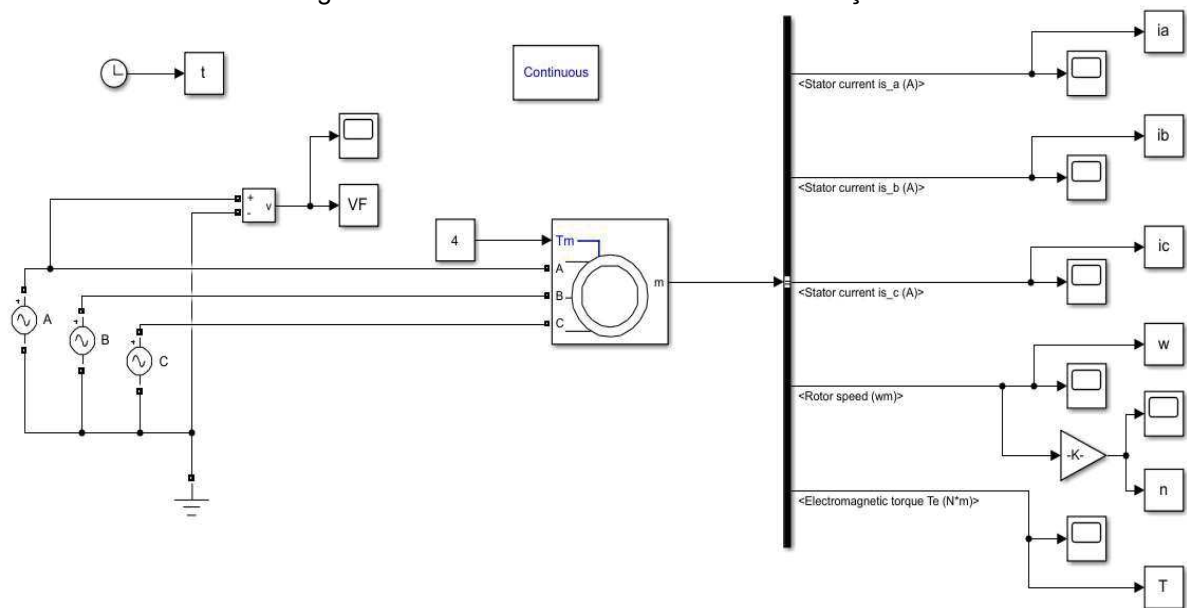 ia
t
Continuous
<Stator current is_a (A)>
ib
+
-
v
VF
<Stator current is_b (A)>
4
Tm
A
B
C
m
ic
<Stator current is_c (A)>
A
B
C
w
<Rotor speed (wm)>
-K-
n
<Electromagnetic torque Te (N*m)>
T